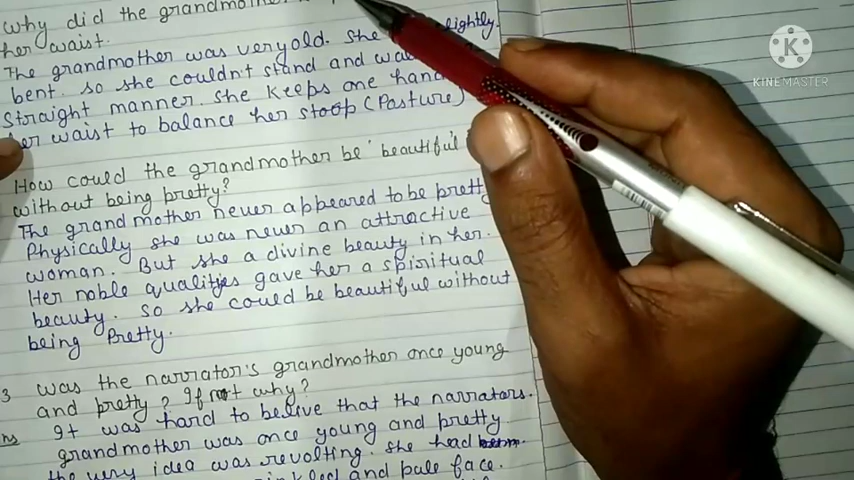 why did the grandmother
her waist.
The grandmother was very old. She slightly
bent. so she couldn't stand and
straight manner. she keeps one hand
her waist to balance her stoop (Pasture)
How could the grandmother be 'beautiful'
without being pretty?
The grand mother never appeared to be pretty
Physically she was never an attractive
woman. But she a divine beauty in her.
Her noble qualities gave her a spiritual
beauty. So she could be beautiful without
being Pretty.
3 was the narrator's grandmother once young
and pretty? If not why?
Ans It was hard to belive that the narrators.
grandmother was once young and pretty.
the very idea was revolting. She had
and pale face.
K
KINEMASTER